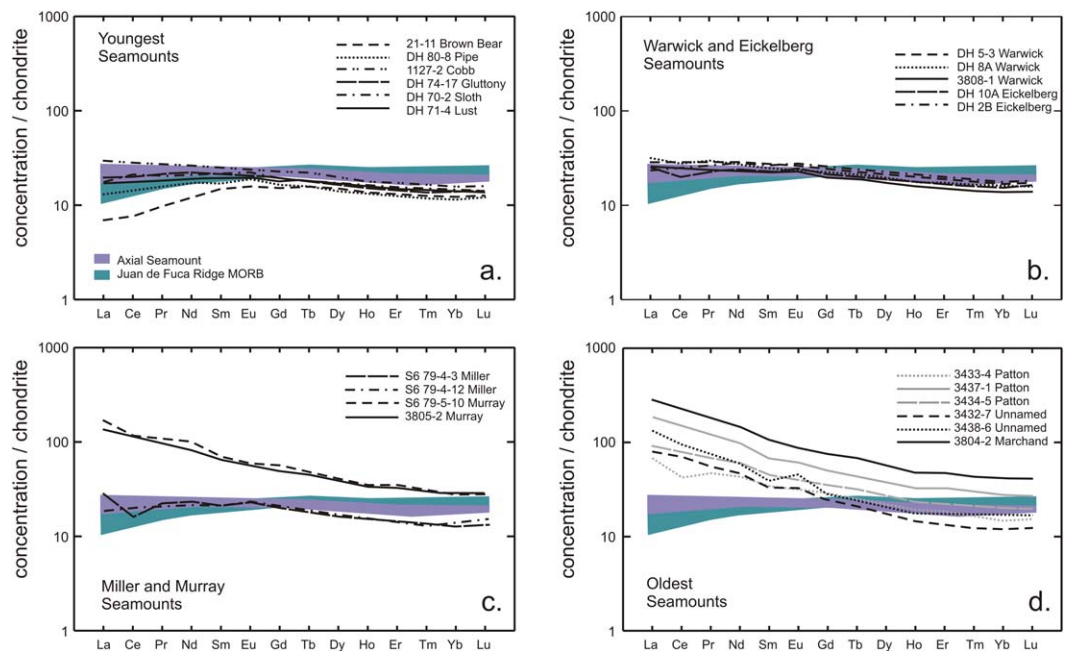 a.
concentration / chondrite
1000
100
10
1
Youngest
Seamounts
21-11 Brown Bear
DH 80-8 Pipe
1127-2 Cobb
DH 74-17 Gluttony
DH 70-2 Sloth
DH 71-4 Lust
Axial Seamount
Juan de Fuca Ridge MORB
La Ce Pr Nd Sm Eu Gd Tb Dy Ho Er Tm Yb Lu
b.
concentration / chondrite
1000
100
10
1
Warwick and Eickelberg
Seamounts
DH 5-3 Warwick
DH 8A Warwick
3808-1 Warwick
DH 10A Eickelberg
DH 2B Eickelberg
La Ce Pr Nd Sm Eu Gd Tb Dy Ho Er Tm Yb Lu
c.
concentration / chondrite
1000
100
10
1
S6 79-4-3 Miller
S6 79-4-12 Miller
S6 79-5-10 Murray
3805-2 Murray
Miller and Murray
Seamounts
La Ce Pr Nd Sm Eu Gd Tb Dy Ho Er Tm Yb Lu
d.
concentration / chondrite
1000
100
10
1
3433-4 Patton
3437-1 Patton
3434-5 Patton
3432-7 Unnamed
3438-6 Unnamed
3804-2 Marchand
Oldest
Seamounts
La Ce Pr Nd Sm Eu Gd Tb Dy Ho Er Tm Yb Lu